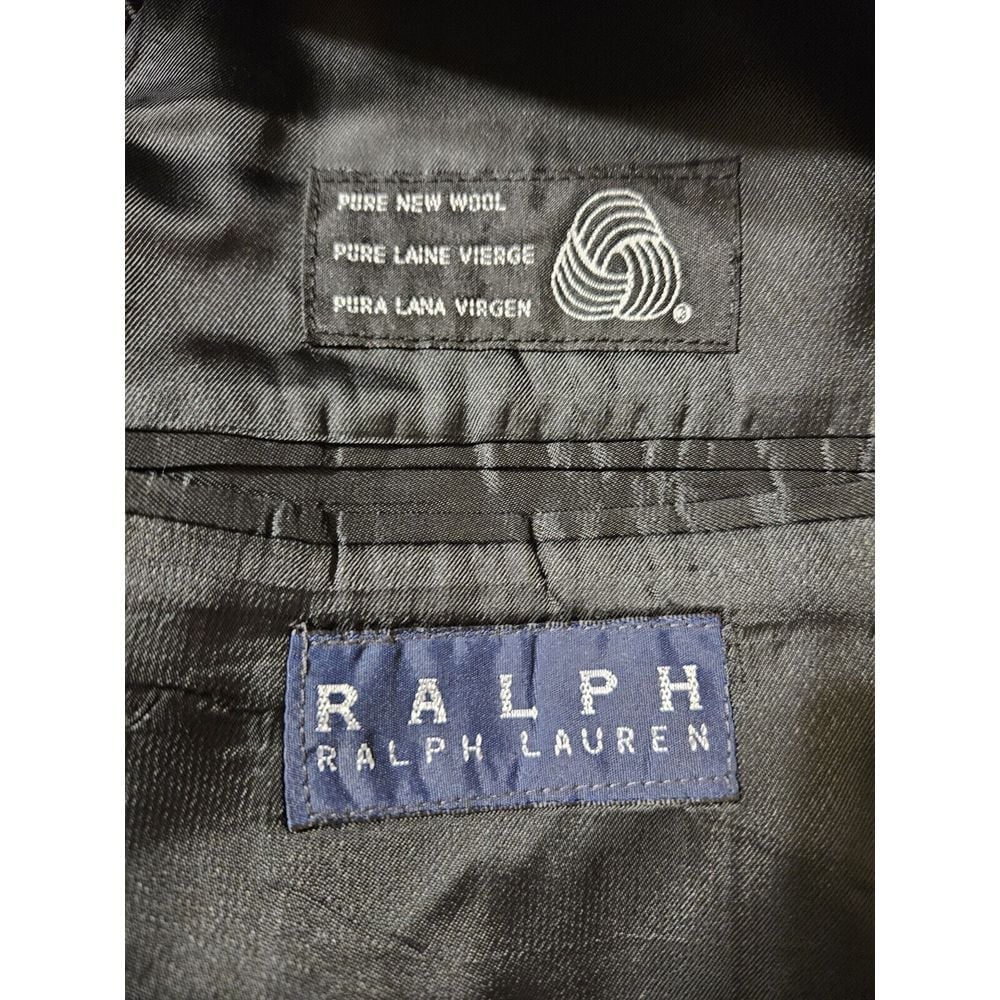 PURE NEW WOOL
PURE LAINE VIERGE
PURA LANA VIRGEN
RALPH
RALPH LAUREN